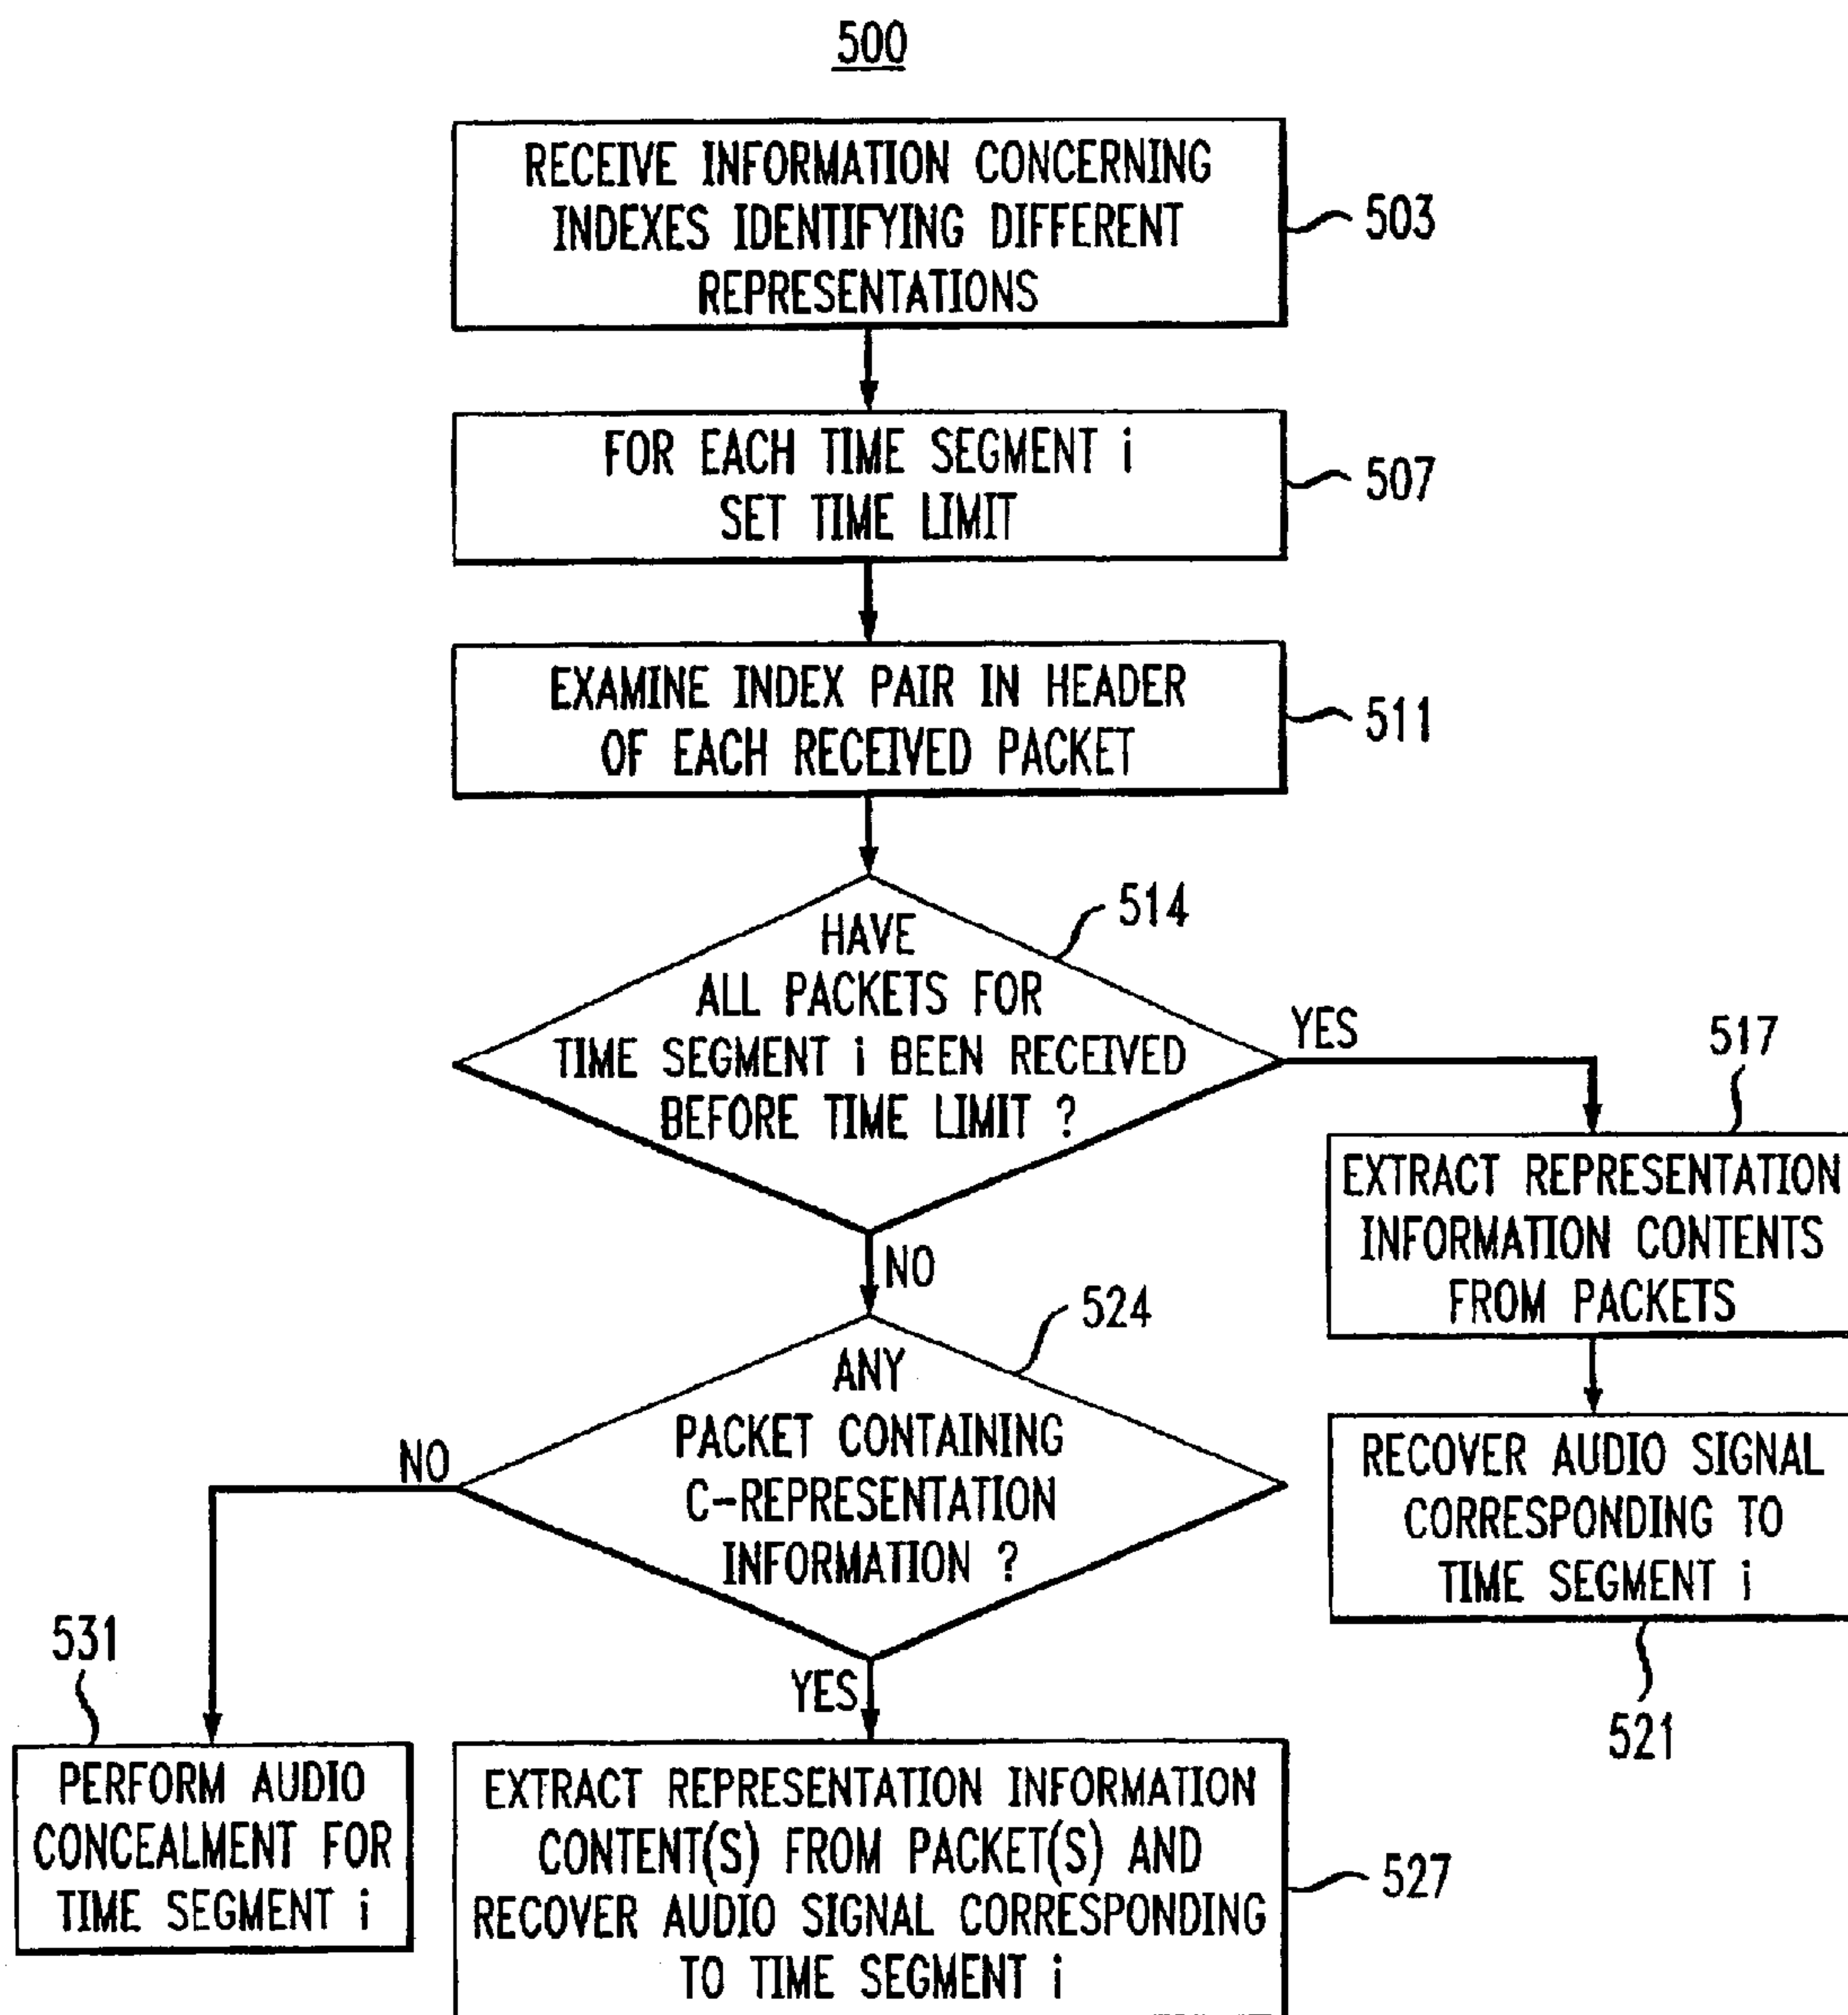 500
RECEIVE INFORMATION CONCERNING
INDEXES IDENTIFYING DIFFERENT
REPRESENTATIONS
503
FOR EACH TIME SEGMENT i
SET TIME LIMIT
507
EXAMINE INDEX PAIR IN HEADER
OF EACH RECEIVED PACKET
511
HAVE
ALL PACKETS FOR
TIME SEGMENT i BEEN RECEIVED
BEFORE TIME LIMIT ?
514
YES
517
EXTRACT REPRESENTATION
INFORMATION CONTENTS
FROM PACKETS
NO
524
ANY
PACKET CONTAINING
C-REPRESENTATION
INFORMATION ?
RECOVER AUDIO SIGNAL
CORRESPONDING TO
TIME SEGMENT i
521
NO
531
PERFORM AUDIO
CONCEALMENT FOR
TIME SEGMENT i
YES
EXTRACT REPRESENTATION INFORMATION
CONTENT(S) FROM PACKET(S) AND
RECOVER AUDIO SIGNAL CORRESPONDING
TO TIME SEGMENT i
527